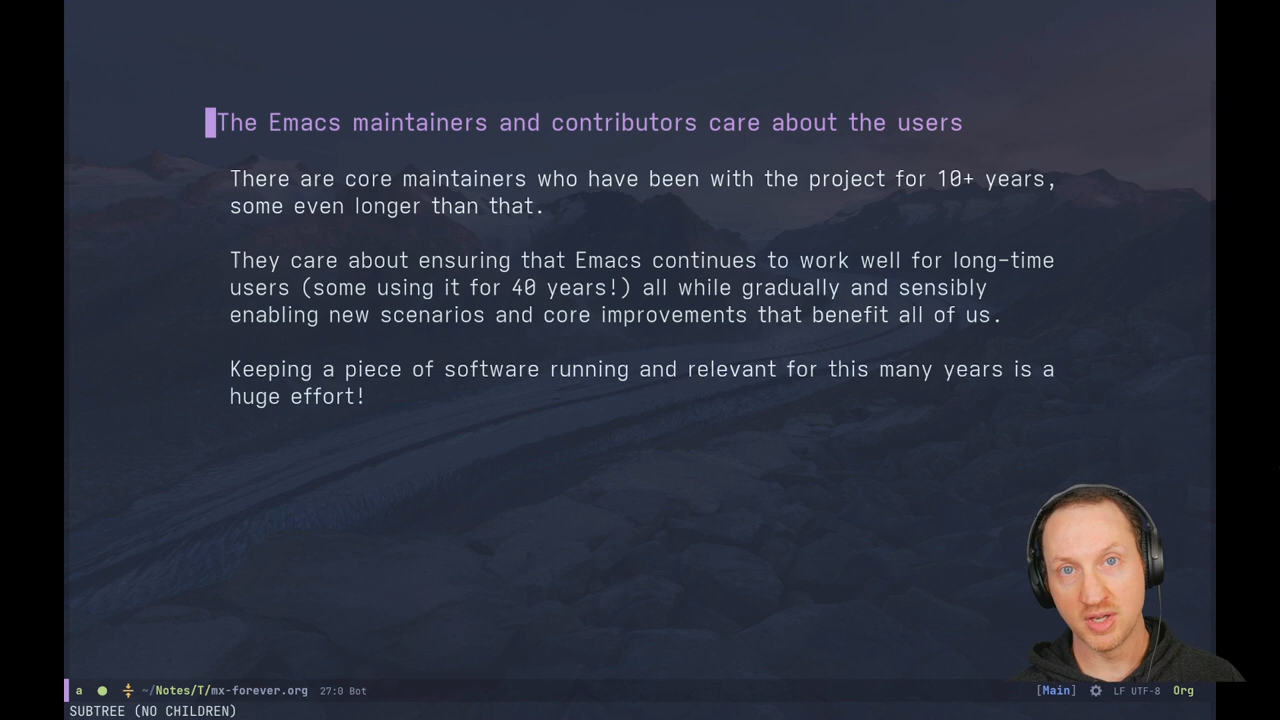 The Emacs maintainers and contributors care about the users
There are core maintainers who have been with the project for 10+ years,
some even longer than that.
They care about ensuring that Emacs continues to work well for long-time
users (some using it for 40 years!) all while gradually and sensibly
enabling new scenarios and core improvements that benefit all of us.
Keeping a piece of software running and relevant for this many years is a
huge effort!
a ~/Notes/T/mx-forever.org 27:0 Bot [Main] LF UTF-8 Org
SUBTREE (NO CHILDREN)